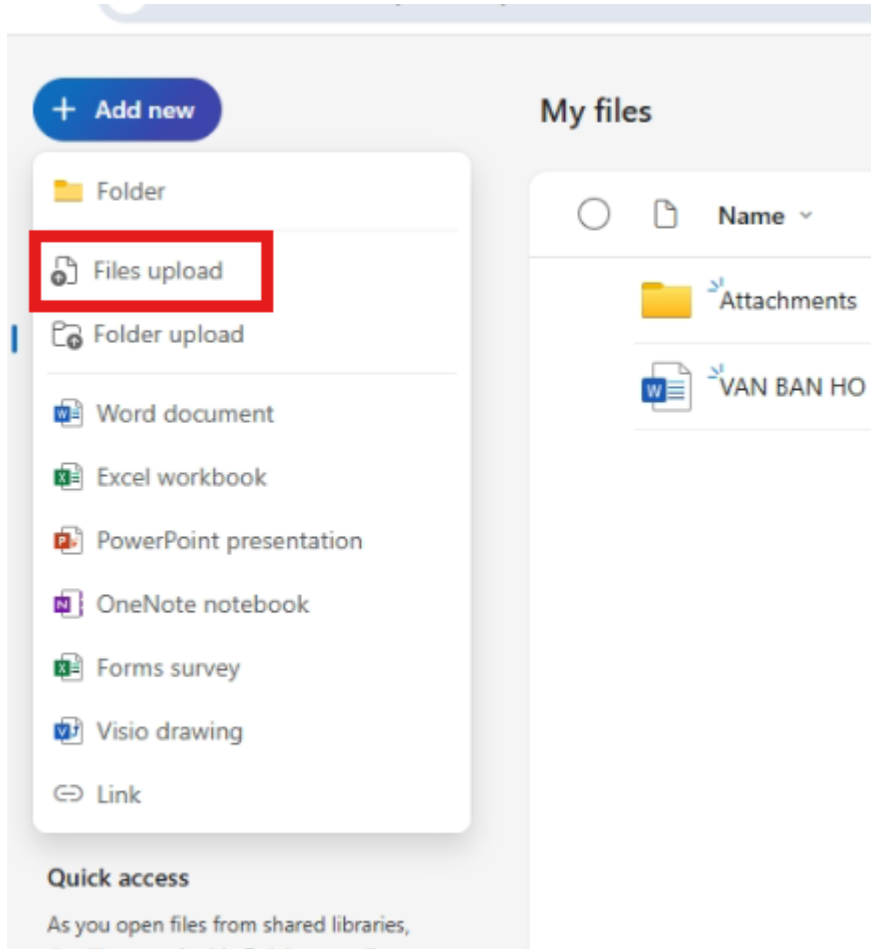 Add new
My files
Folder
Name
Files upload
Attachments
Folder upload
VAN BAN HO
Word document
Excel workbook
PowerPoint presentation
OneNote notebook
Forms survey
Visio drawing
Link
Quick access
As you open files from shared libraries,